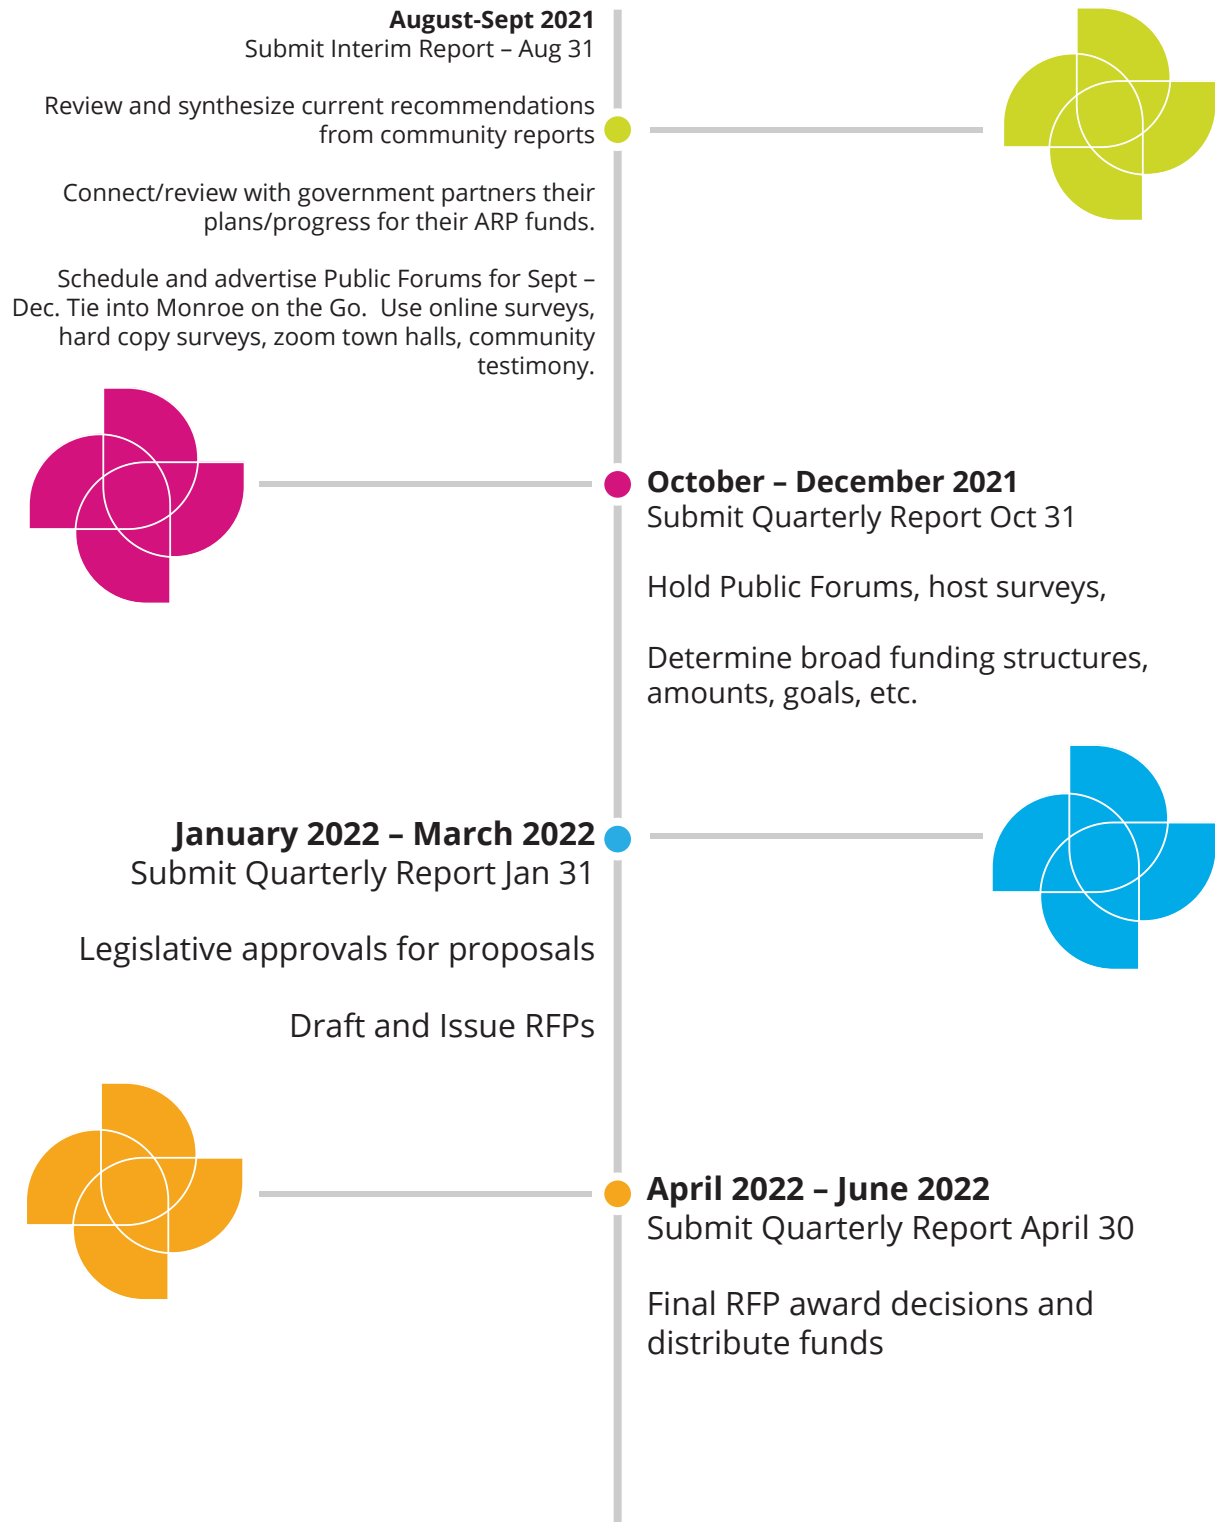 August-Sept 2021
Submit Interim Report – Aug 31
Review and synthesize current recommendations
from community reports
Connect/review with government partners their
plans/progress for their ARP funds.
Schedule and advertise Public Forums for Sept –
Dec. Tie into Monroe on the Go.  Use online surveys,
hard copy surveys, zoom town halls, community
testimony.
October – December 2021
Submit Quarterly Report Oct 31
Hold Public Forums, host surveys,
Determine broad funding structures,
amounts, goals, etc.
January 2022 – March 2022
Submit Quarterly Report Jan 31
Legislative approvals for proposals
Draft and Issue RFPs
April 2022 – June 2022
Submit Quarterly Report April 30
Final RFP award decisions and
distribute funds